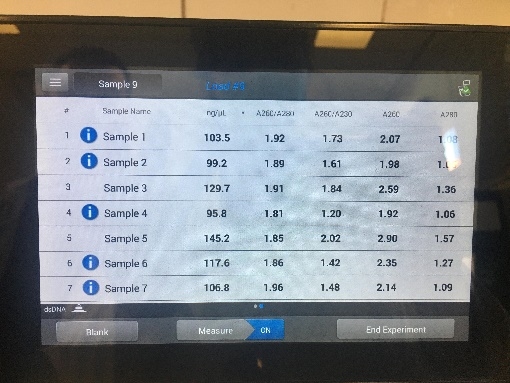 Sample 9
# Sample Name ng/µL A260/A280 A260/A230 A260 A280
1 i Sample 1 103.5 1.92 1.73 2.07 1.08
2 i Sample 2 99.2 1.89 1.61 1.98
3 Sample 3 129.7 1.91 1.84 2.59 1.36
4 i Sample 4 95.8 1.81 1.20 1.92 1.06
5 Sample 5 145.2 1.85 2.02 2.90 1.57
6 i Sample 6 117.6 1.86 1.42 2.35 1.27
7 i Sample 7 106.8 1.96 1.48 2.14 1.09
dsDNA
Blank Measure ON End Experiment